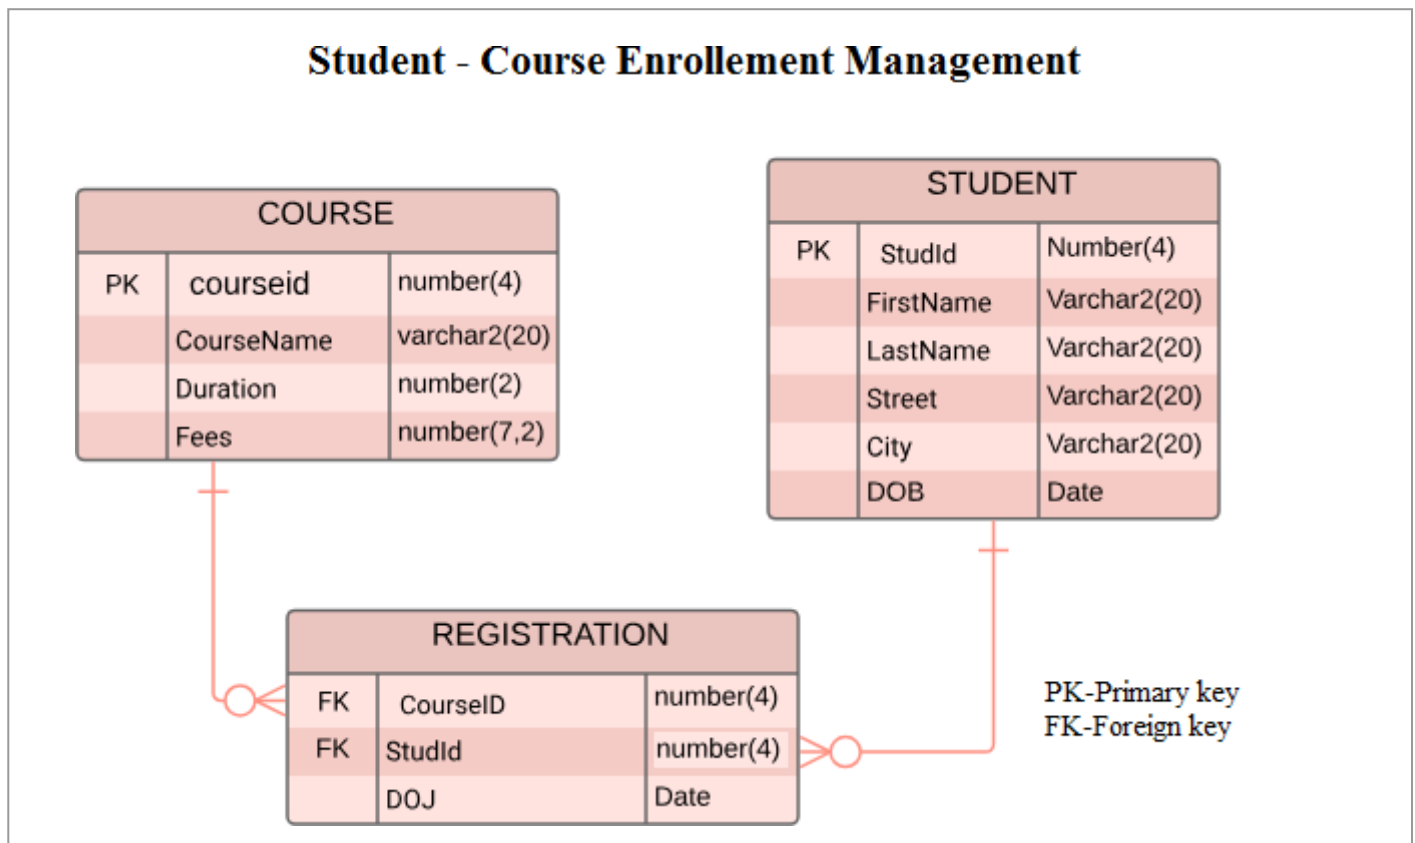 Student - Course Enrollement Management
COURSE
PK courseid number(4)
CourseName varchar2(20)
Duration number(2)
Fees number(7,2)
STUDENT
PK StudId Number(4)
FirstName Varchar2(20)
LastName Varchar2(20)
Street Varchar2(20)
City Varchar2(20)
DOB Date
REGISTRATION
FK CourseID number(4)
FK StudId number(4)
DOJ Date
PK-Primary key
FK-Foreign key